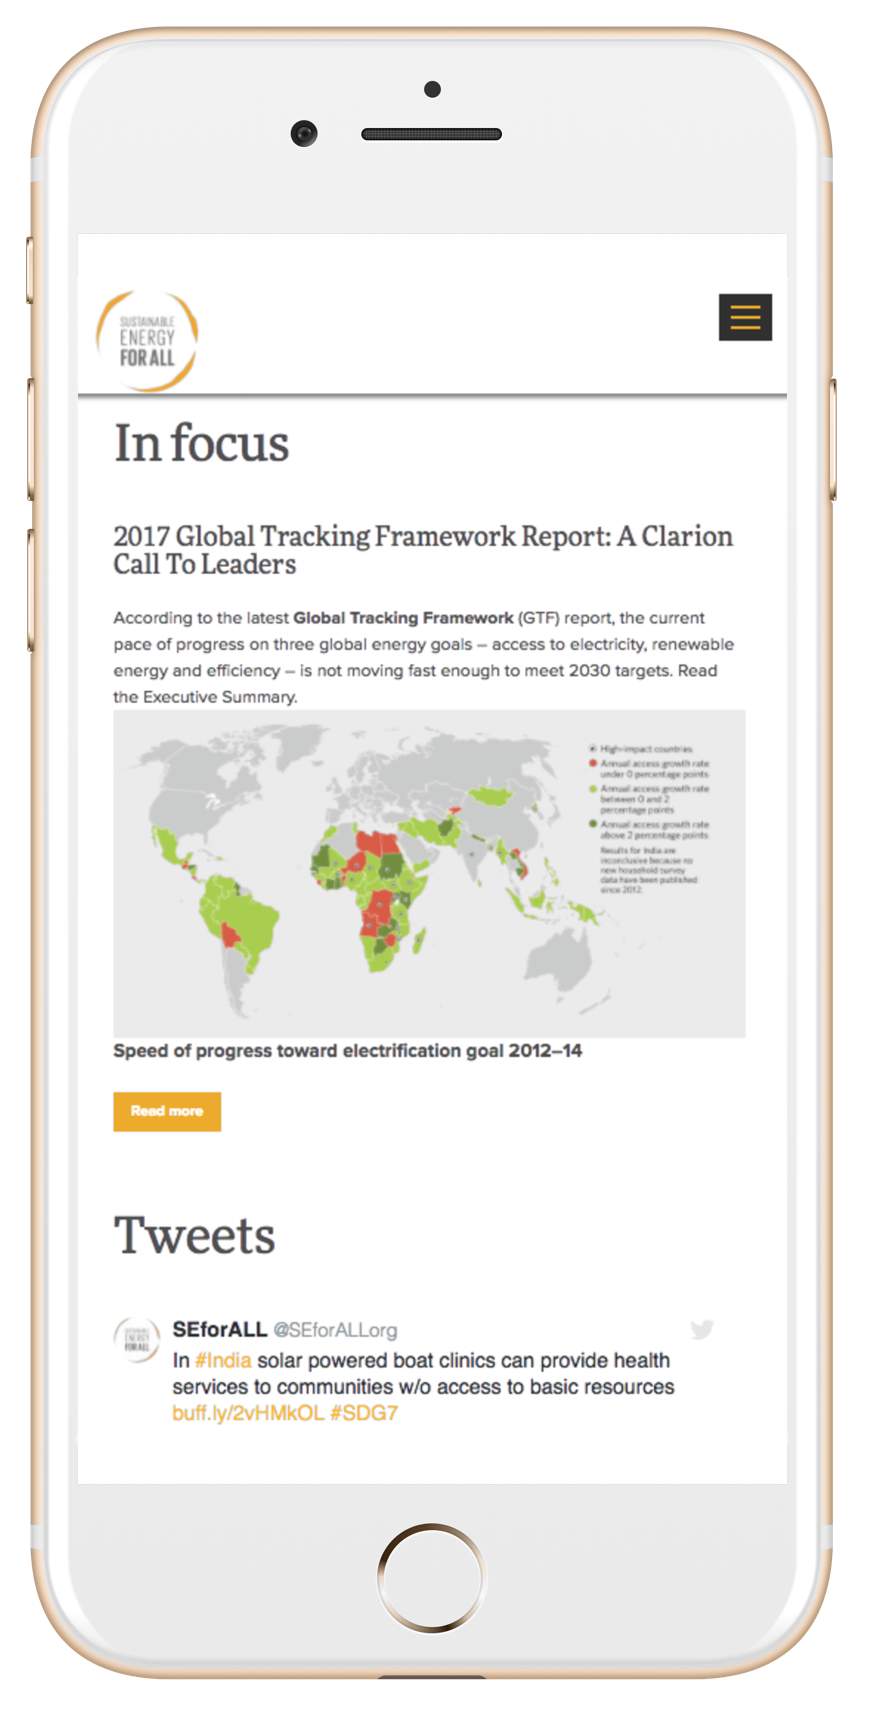 SUSTAINABLE
ENERGY
FOR ALL
In focus
2017 Global Tracking Framework Report: A Clarion
Call To Leaders
According to the latest Global Tracking Framework (GTF) report, the current
pace of progress on three global energy goals – access to electricity, renewable
energy and efficiency – is not moving fast enough to meet 2030 targets. Read
the Executive Summary.
High-impact countries
Annual access growth rate
under 0 percentage points
Annual access growth rate
between 0 and 2
percentage points
Annual access growth rate
above 2 percentage points
Results for India are
inconclusive because no
new household survey
data have been published
since 2012.
Speed of progress toward electrification goal 2012–14
Read more
Tweets
SUSTAINABLE
ENERGY
FOR ALL
SEforALL @SEforALLorg
In #India solar powered boat clinics can provide health
services to communities w/o access to basic resources
buff.ly/2vHMkOL #SDG7